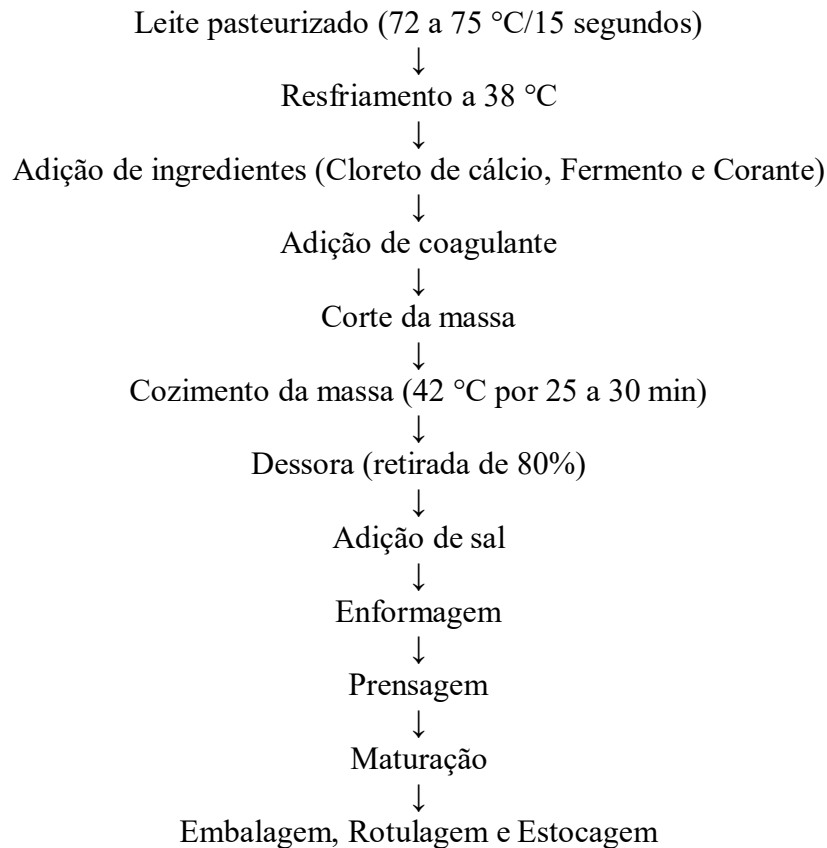 Leite pasteurizado (72 a 75 °C/15 segundos)
↓
Resfriamento a 38 °C
↓
Adição de ingredientes (Cloreto de cálcio, Fermento e Corante)
↓
Adição de coagulante
↓
Corte da massa
↓
Cozimento da massa (42 °C por 25 a 30 min)
↓
Dessora (retirada de 80%)
↓
Adição de sal
↓
Enformagem
↓
Prensagem
↓
Maturação
↓
Embalagem, Rotulagem e Estocagem